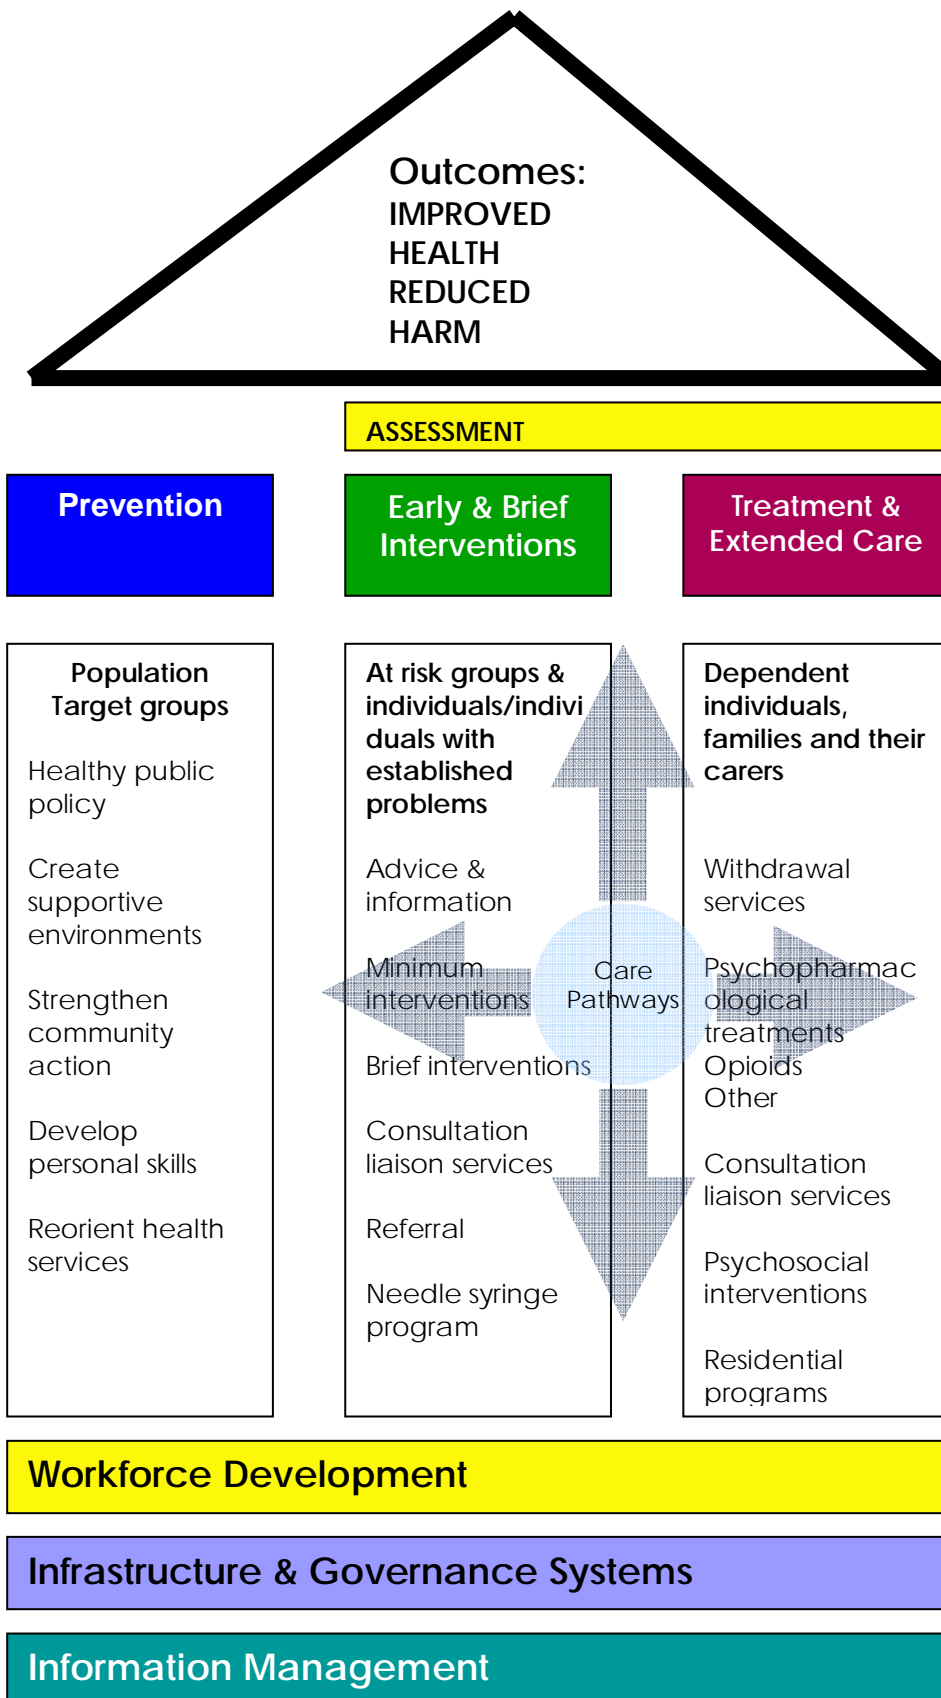 Outcomes:
IMPROVED
HEALTH
REDUCED
HARM
ASSESSMENT
Prevention
Early & Brief
Interventions
Treatment &
Extended Care
Population
Target groups
Healthy public
policy
Create
supportive
environments
Strengthen
community
action
Develop
personal skills
Reorient health
services
At risk groups &
individuals/indivi
duals with
established
problems
Advice &
information
Minimum
interventions
Brief interventions
Consultation
liaison services
Referral
Needle syringe
program
Care
Pathways
Dependent
individuals,
families and their
carers
Withdrawal
services
Psychopharmac
ological
treatments
Opioids
Other
Consultation
liaison services
Psychosocial
interventions
Residential
programs
Workforce Development
Infrastructure & Governance Systems
Information Management